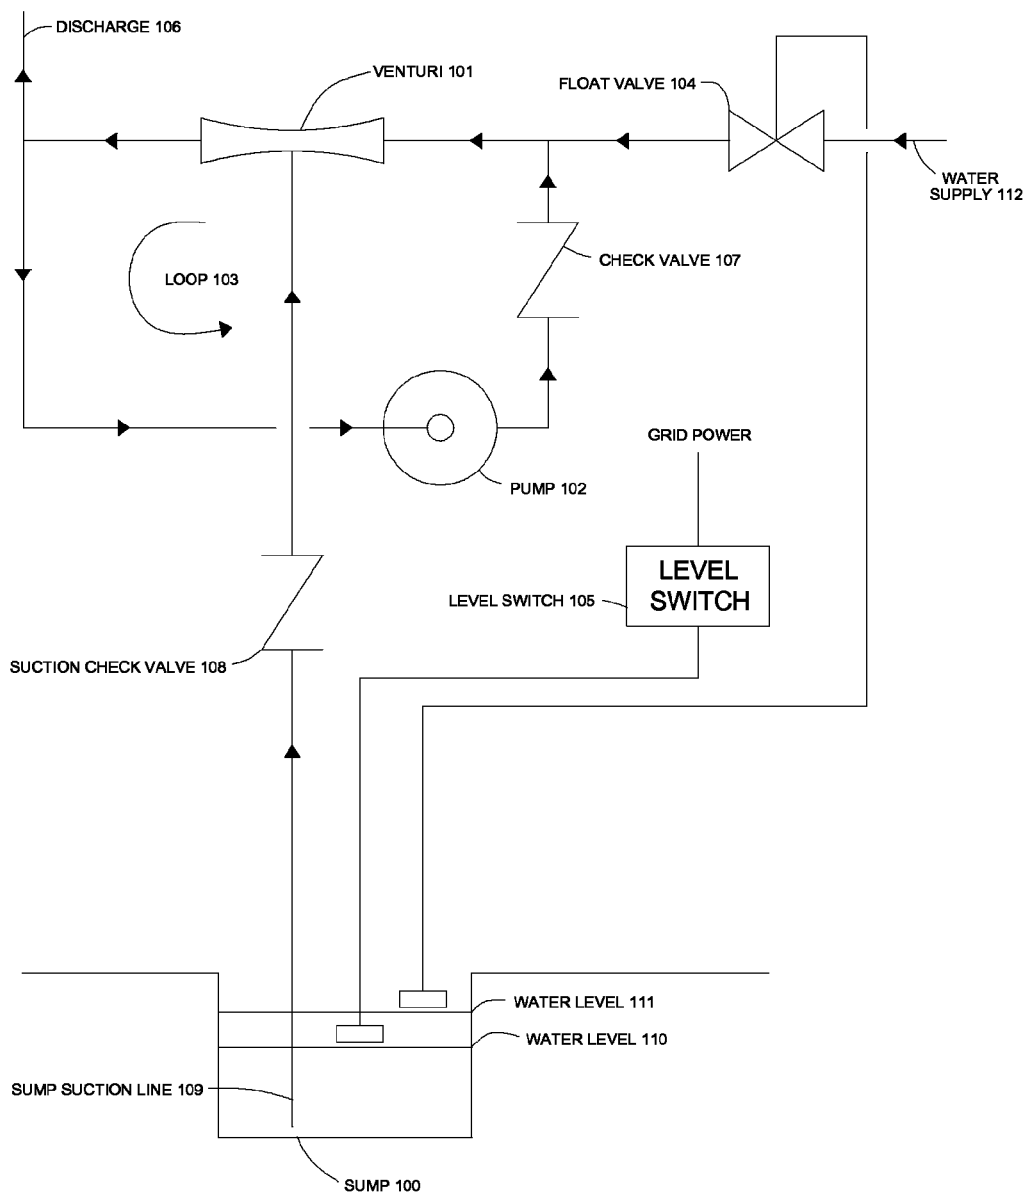 DISCHARGE 106
VENTURI 101
FLOAT VALVE 104
WATER
SUPPLY 112
CHECK VALVE 107
LOOP 103
GRID POWER
PUMP 102
LEVEL
SWITCH
LEVEL SWITCH 105
SUCTION CHECK VALVE 108
WATER LEVEL 111
WATER LEVEL 110
SUMP SUCTION LINE 109
SUMP 100